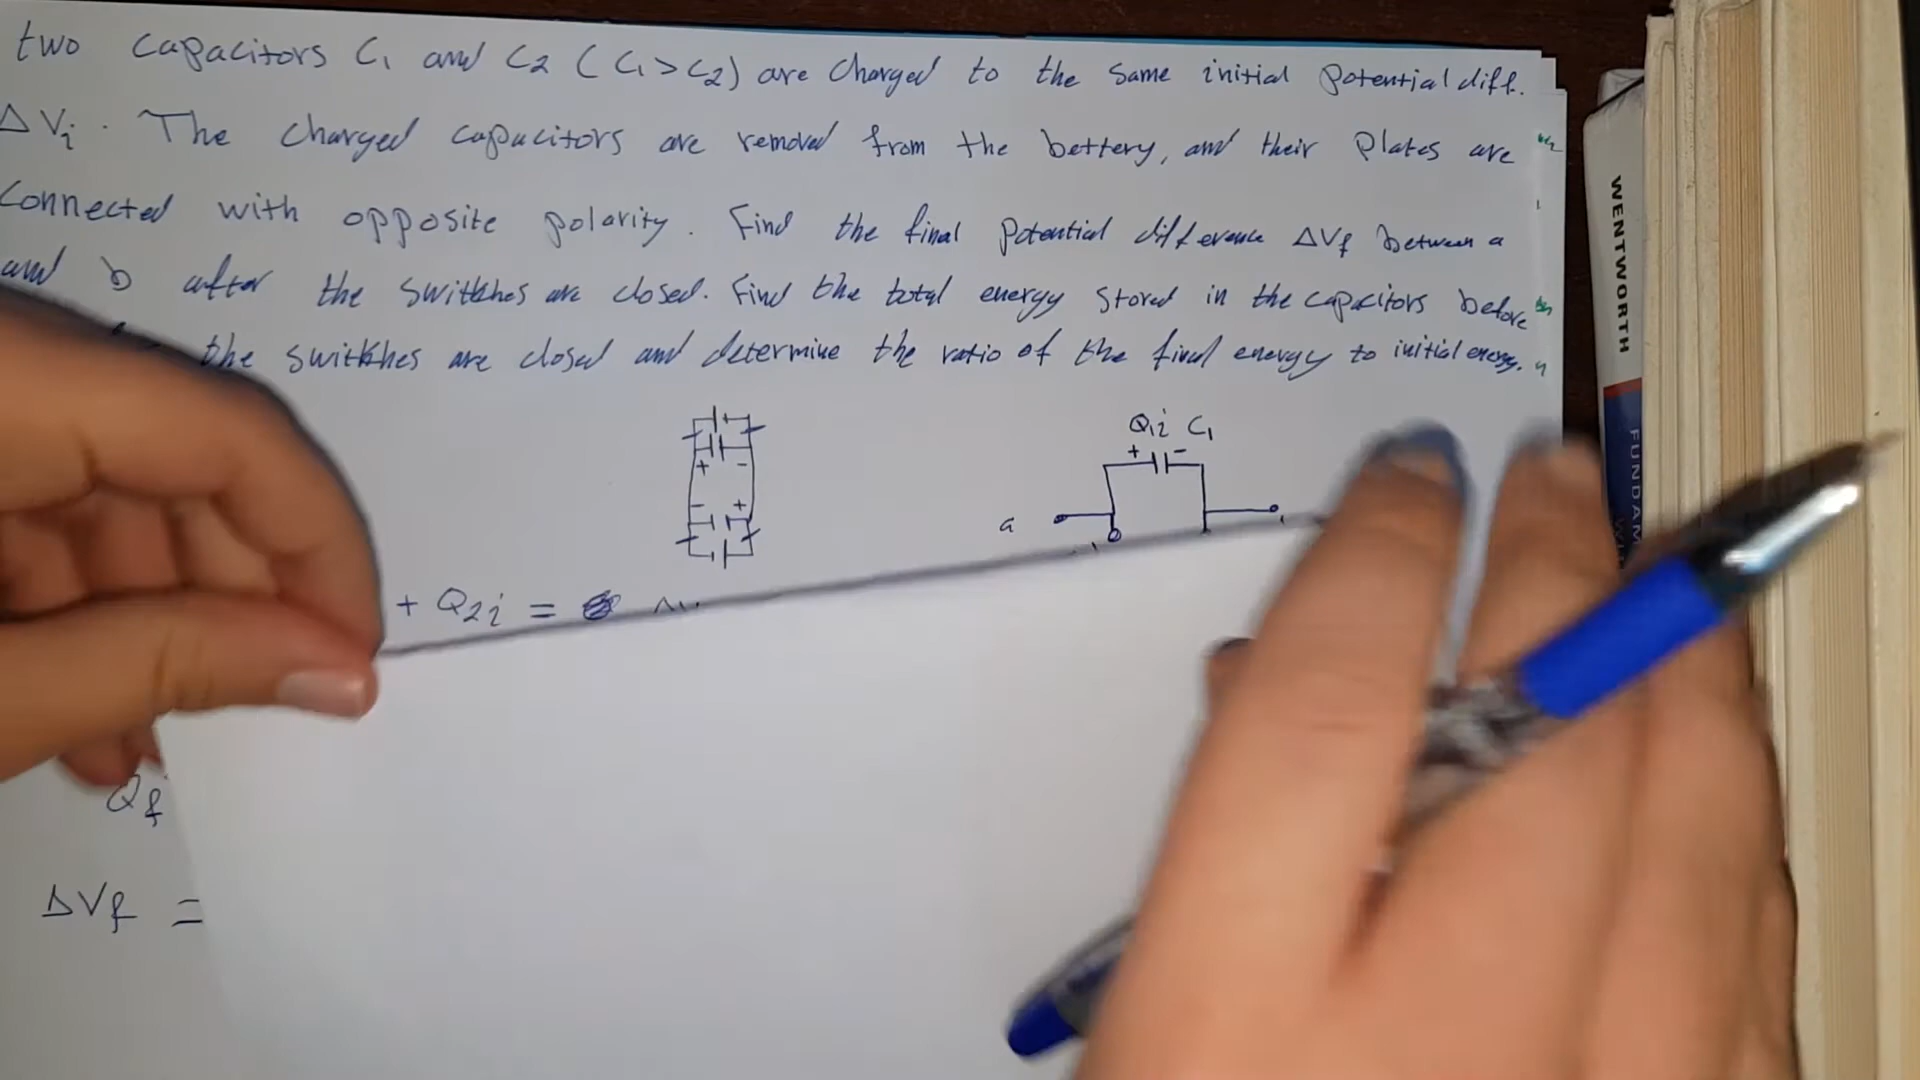 two capacitors C1 and C2 (C1>C2) are charged to the same initial potential diff.
ΔVi. The charged capacitors are removed from the bettery, and their plates are
Connected with opposite polarity. Find the final potential difference ΔVf between a
and b after the switches are closed. Find the total energy stored in the capacitors before
the switches are closed and determine the ratio of the final energy to initial energy.
Q1i C1
+ -
+ -
- +
a
+ Q2i =
Qf
ΔVf =
WENTWORTH